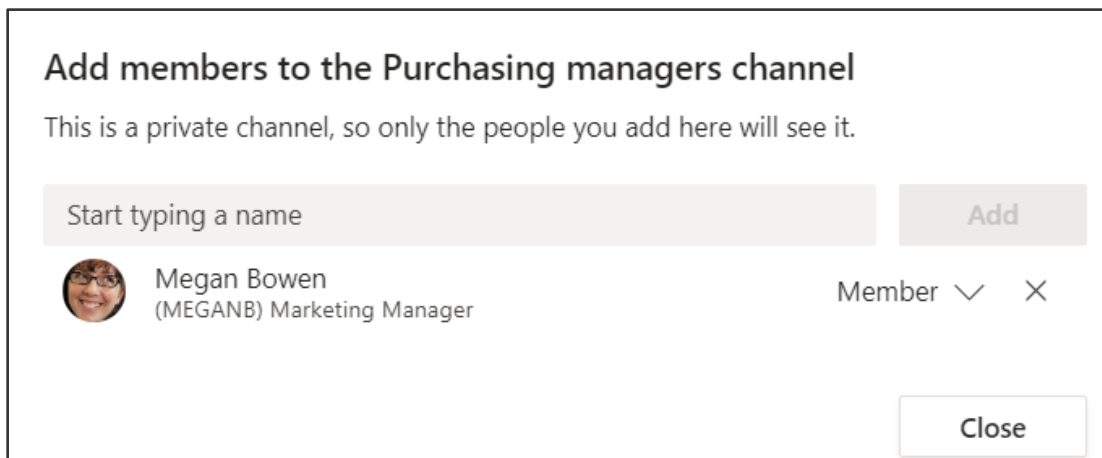 Add members to the Purchasing managers channel
This is a private channel, so only the people you add here will see it.
Start typing a name
Add
Megan Bowen
(MEGANB) Marketing Manager
Member
Close